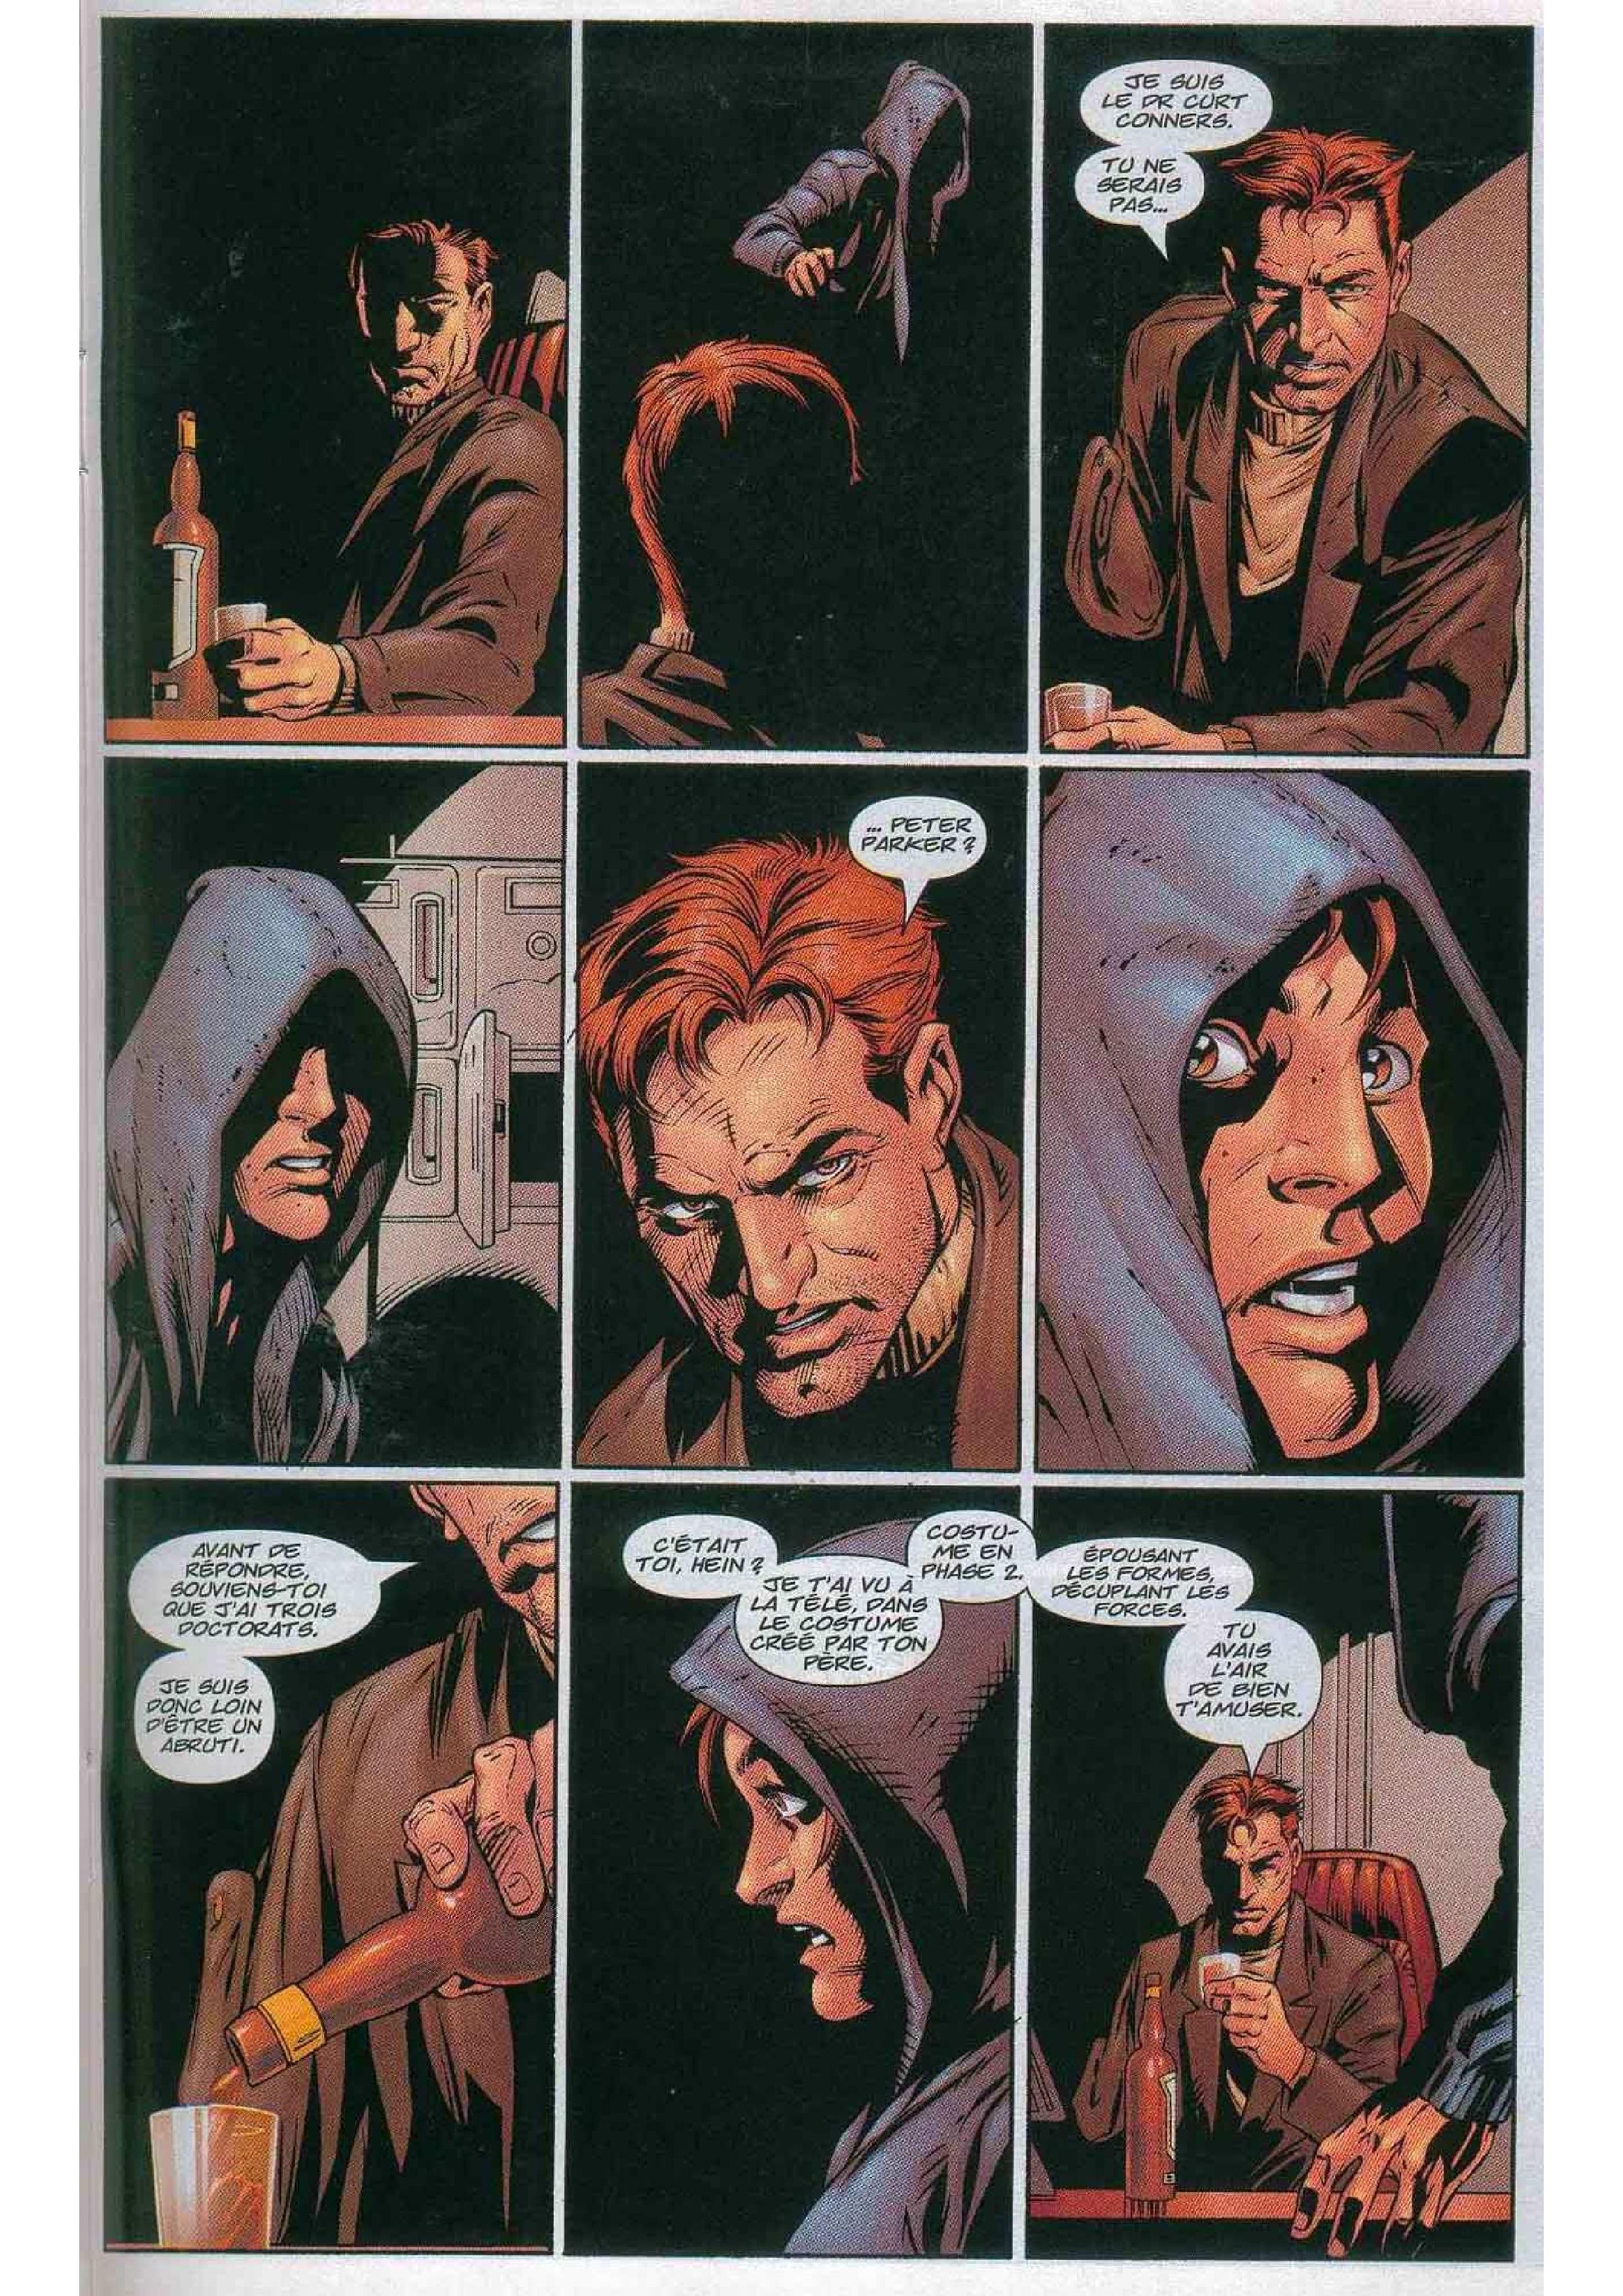 JE SUIS
LE DR CURT
CONNERS.
TU NE
SERAIS
PAS...
... PETER
PARKER ?
AVANT DE
RÉPONDRE,
SOUVIENS-TOI
QUE J'AI TROIS
DOCTORATS.
JE SUIS
DONC LOIN
D'ÊTRE UN
ABRUTI.
C'ÉTAIT
TOI, HEIN ?
JE T'AI VU À
LA TÉLÉ, DANS
LE COSTUME
CRÉÉ PAR TON
PÈRE.
COSTU-
ME EN
PHASE 2.
ÉPOUSANT
LES FORMES,
DÉCUPLANT LES
FORCES.
TU
AVAIS
L'AIR
DE BIEN
T'AMUSER.